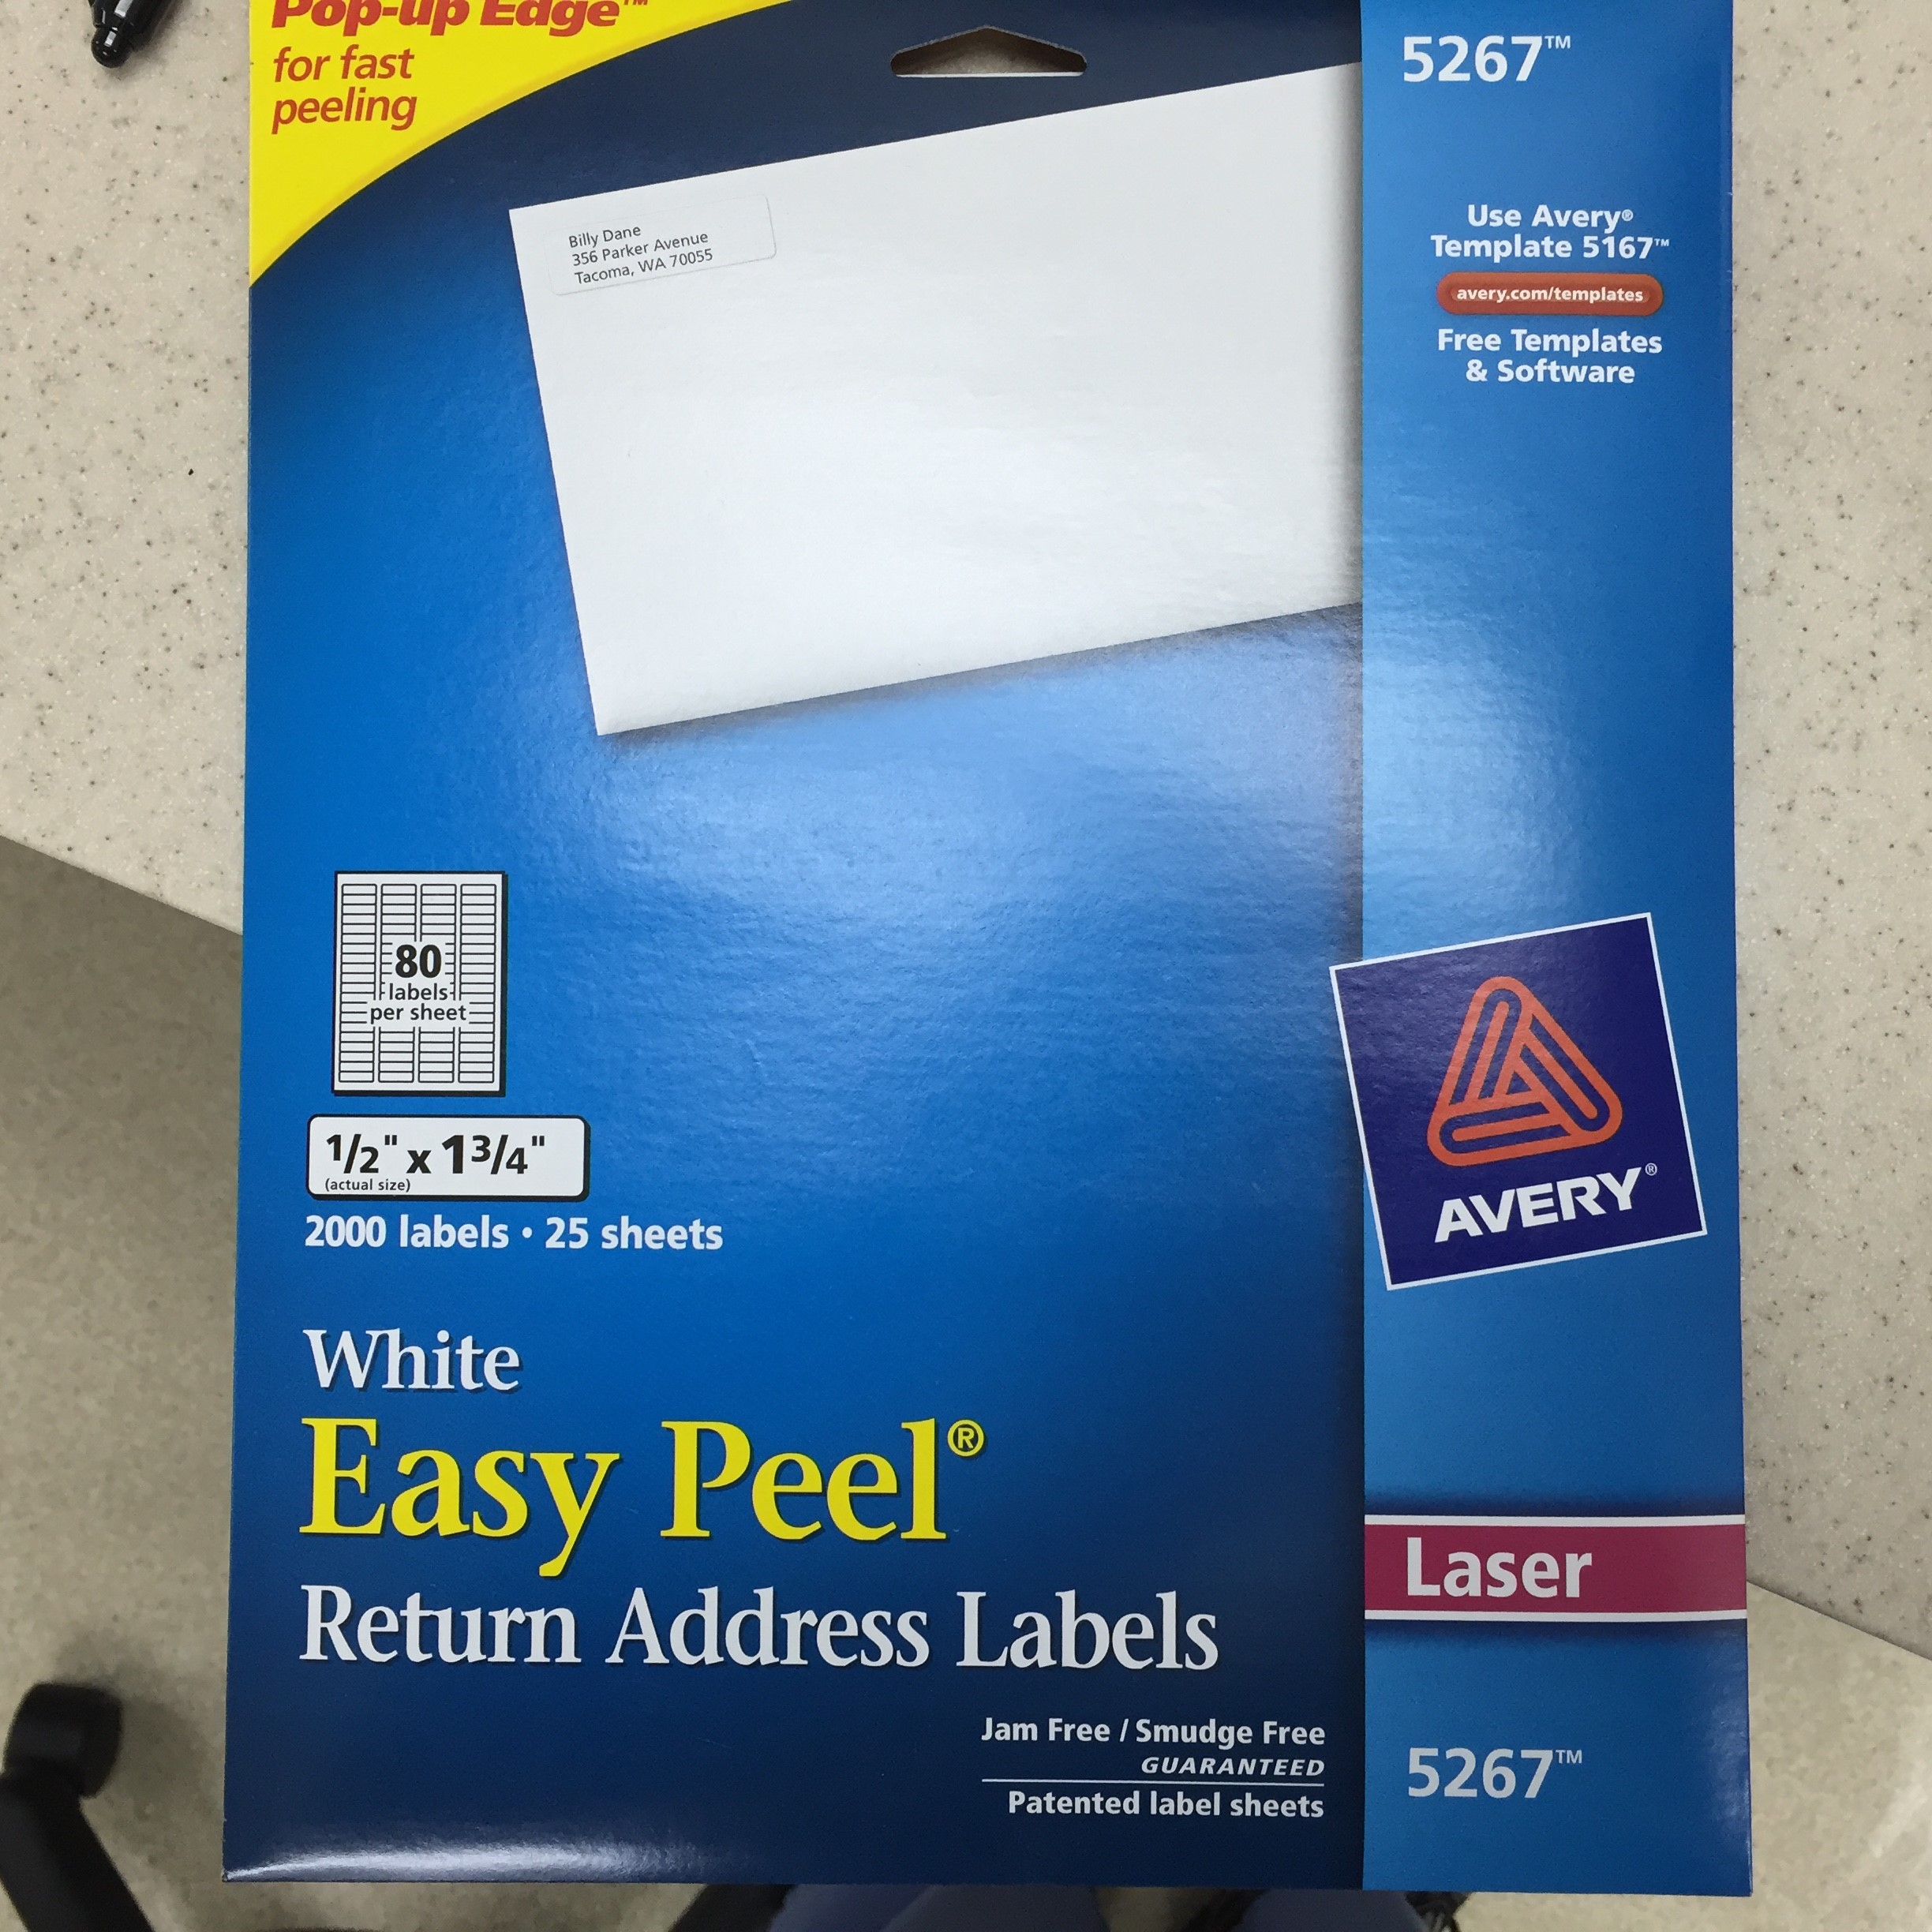 Pop-up Edge™
for fast
peeling
5267™
Use Avery®
Template 5167™
avery.com/templates
Free Templates
& Software
Billy Dane
356 Parker Avenue
Tacoma, WA 70055
80
labels
per sheet
1/2" x 1 3/4"
(actual size)
2000 labels • 25 sheets
AVERY®
White
Easy Peel®
Return Address Labels
Laser
Jam Free / Smudge Free
GUARANTEED
Patented label sheets
5267™